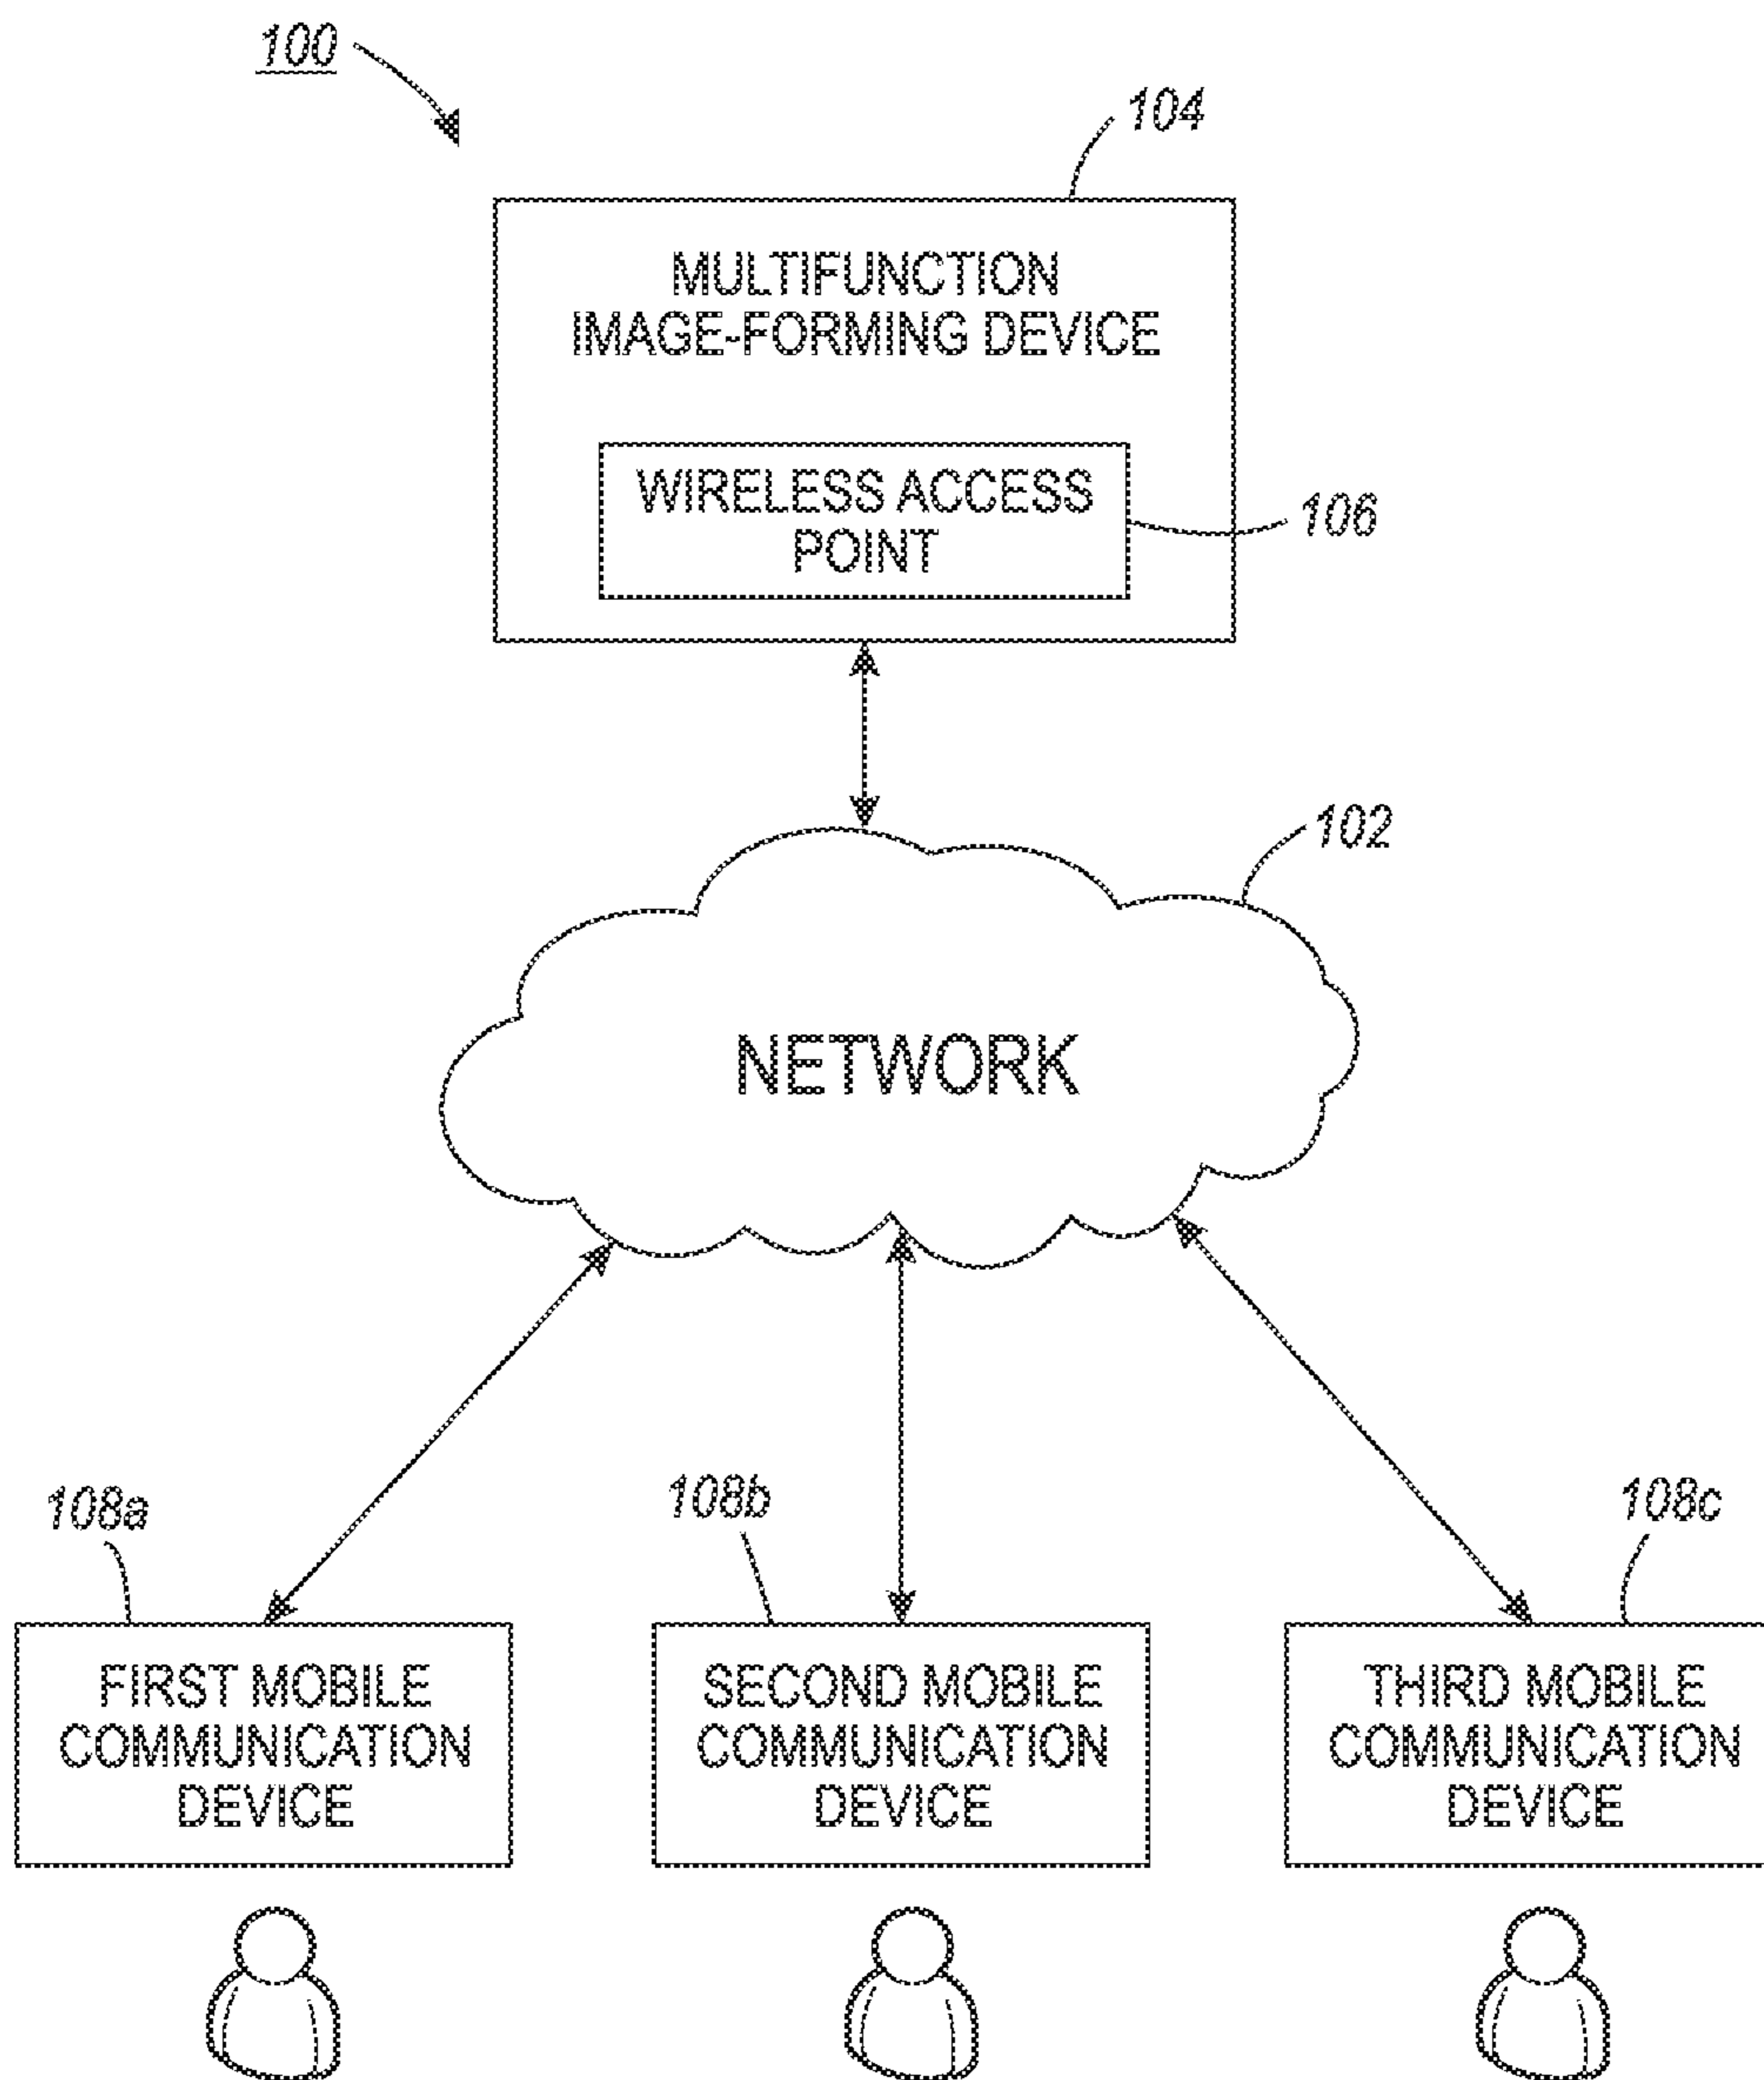 100
104
MULTIFUNCTION
IMAGE-FORMING DEVICE
WIRELESS ACCESS
POINT
106
102
NETWORK
108a
108b
108c
FIRST MOBILE
COMMUNICATION
DEVICE
SECOND MOBILE
COMMUNICATION
DEVICE
THIRD MOBILE
COMMUNICATION
DEVICE